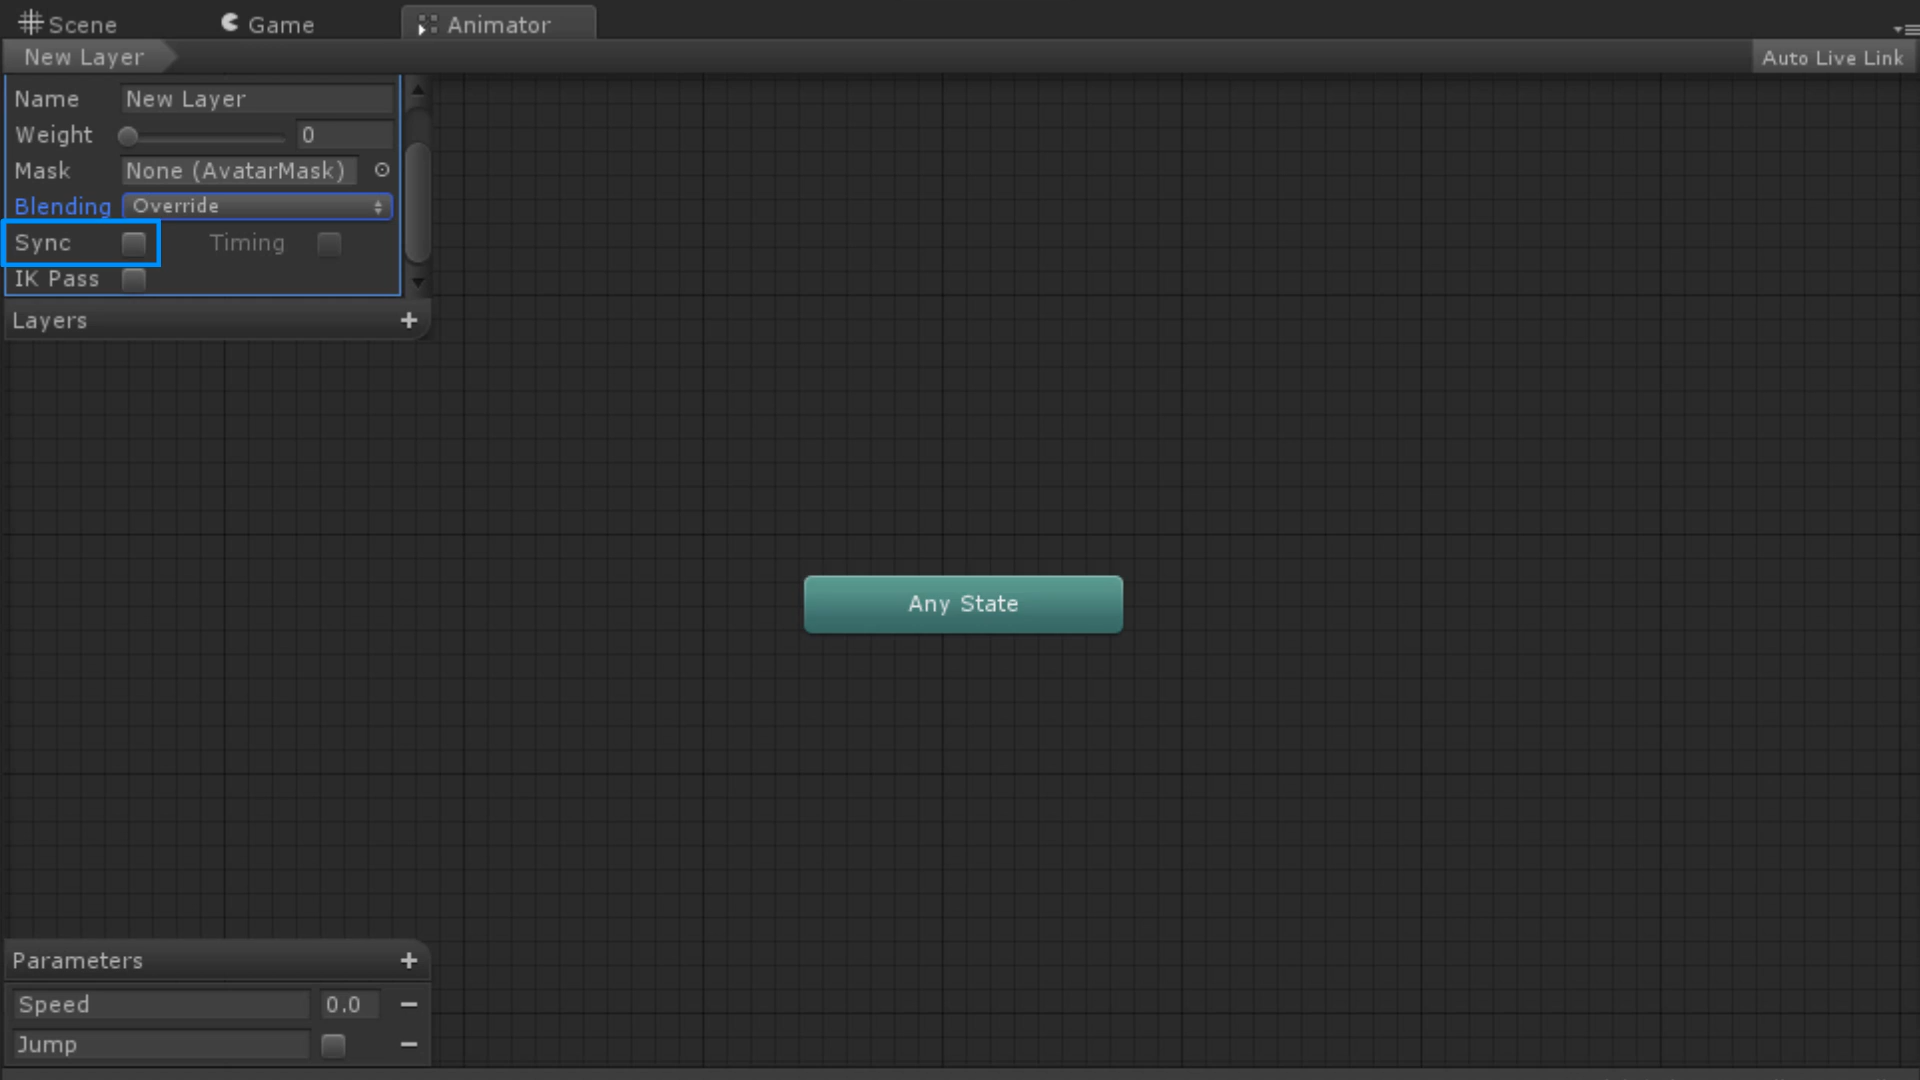 Scene Game Animator
New Layer Auto Live Link
Name New Layer
Weight 0
Mask None (AvatarMask)
Blending Override
Sync Timing
IK Pass
Layers +
Any State
Parameters +
Speed 0.0 −
Jump −